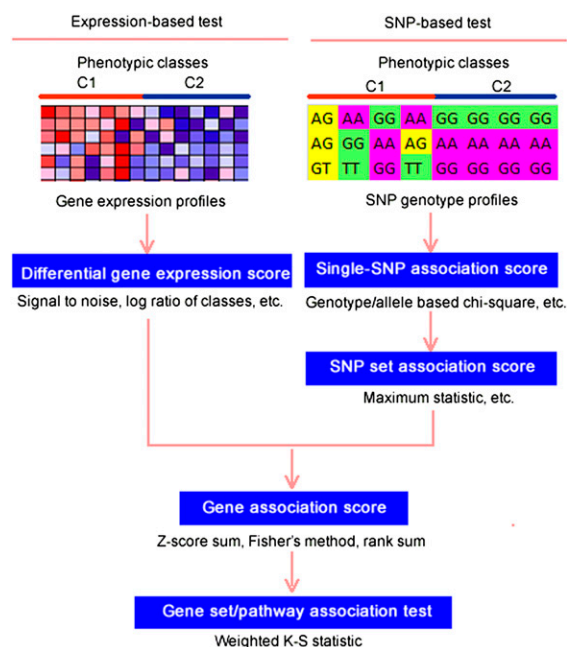 Expression-based test
SNP-based test
Phenotypic classes
C1 C2
Gene expression profiles
Phenotypic classes
C1 C2
AG AA GG AA GG GG GG GG
AG GG AA AG AA AA AA AA
GT TT GG TT GG GG GG GG
SNP genotype profiles
Differential gene expression score
Signal to noise, log ratio of classes, etc.
Single-SNP association score
Genotype/allele based chi-square, etc.
SNP set association score
Maximum statistic, etc.
Gene association score
Z-score sum, Fisher's method, rank sum
Gene set/pathway association test
Weighted K-S statistic